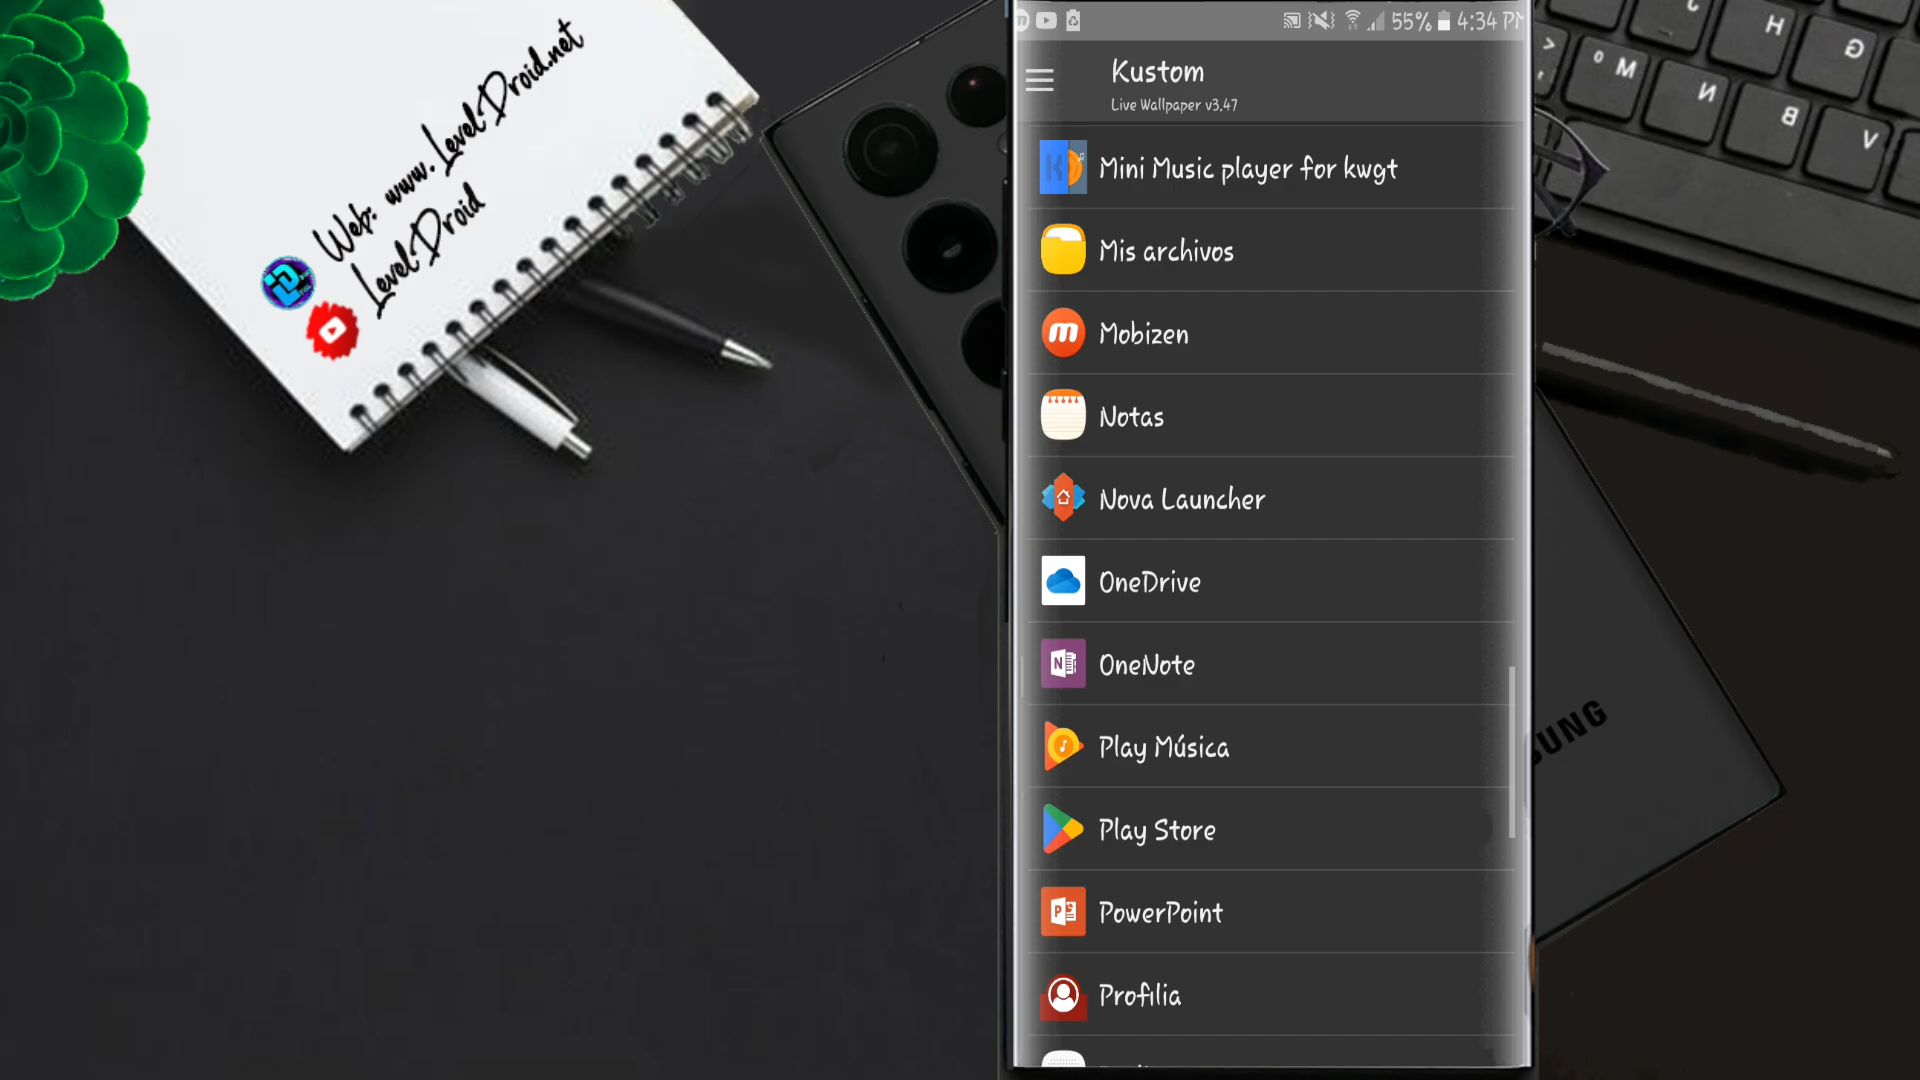 Web: www.LevelDroid.net
LevelDroid
55% 4:34 PM
Kustom
Live Wallpaper v3.47
Mini Music player for kwgt
Mis archivos
Mobizen
Notas
Nova Launcher
OneDrive
OneNote
Play Música
Play Store
PowerPoint
Profilia
SUNG
J
H
G
M
N
B
V